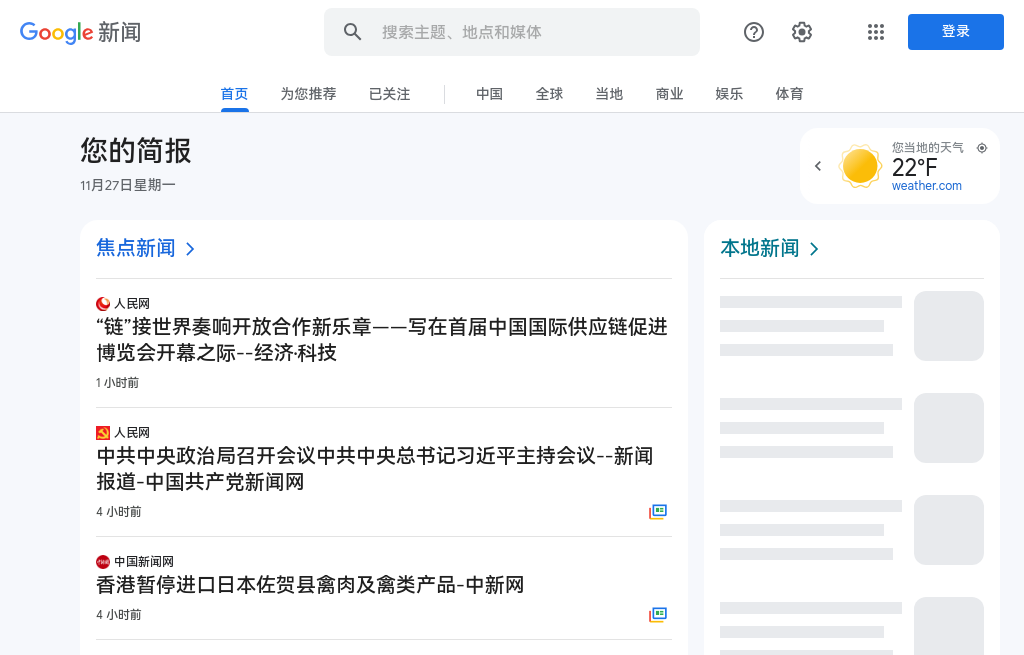 Google 新闻
搜索主题、地点和媒体
登录
首页 为您推荐 已关注 中国 全球 当地 商业 娱乐 体育
您的简报
11月27日星期一
您当地的天气
22°F
weather.com
焦点新闻
人民网
“链”接世界奏响开放合作新乐章——写在首届中国国际供应链促进
博览会开幕之际--经济·科技
1 小时前
人民网
中共中央政治局召开会议中共中央总书记习近平主持会议--新闻
报道-中国共产党新闻网
4 小时前
中国新闻网
香港暂停进口日本佐贺县禽肉及禽类产品-中新网
4 小时前
本地新闻